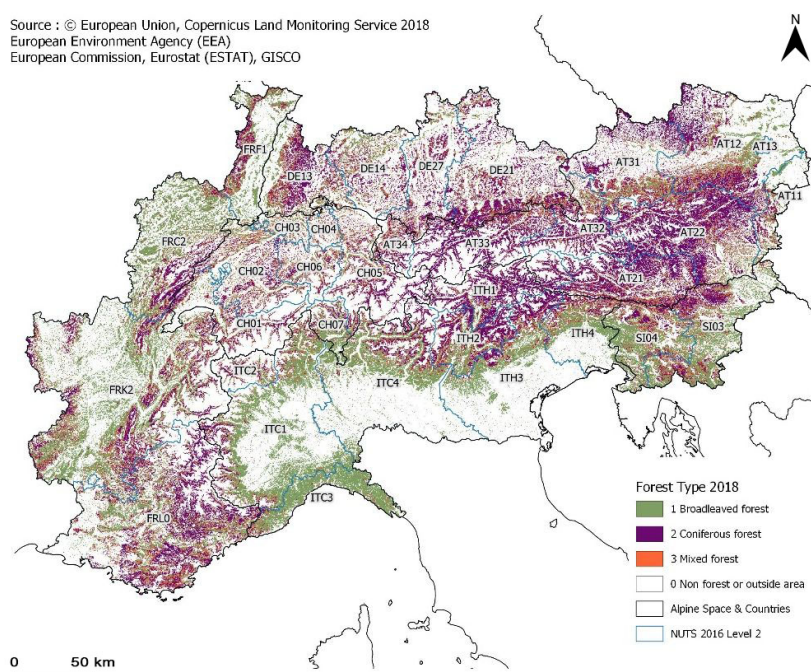 Source : © European Union, Copernicus Land Monitoring Service 2018
European Environment Agency (EEA)
European Commission, Eurostat (ESTAT), GISCO
N
FRF1
DE13
DE14
DE27
DE21
AT31
AT12
AT13
AT11
FRC2
CH03
CH04
CH02
CH06
CH05
AT34
AT33
AT32
AT22
AT21
CH01
CH07
ITH1
ITH2
ITH4
SI04
SI03
FRK2
ITC2
ITC4
ITH3
ITC1
ITC3
FRL0
Forest Type 2018
1 Broadleaved forest
2 Coniferous forest
3 Mixed forest
0 Non forest or outside area
Alpine Space & Countries
NUTS 2016 Level 2
0 50 km